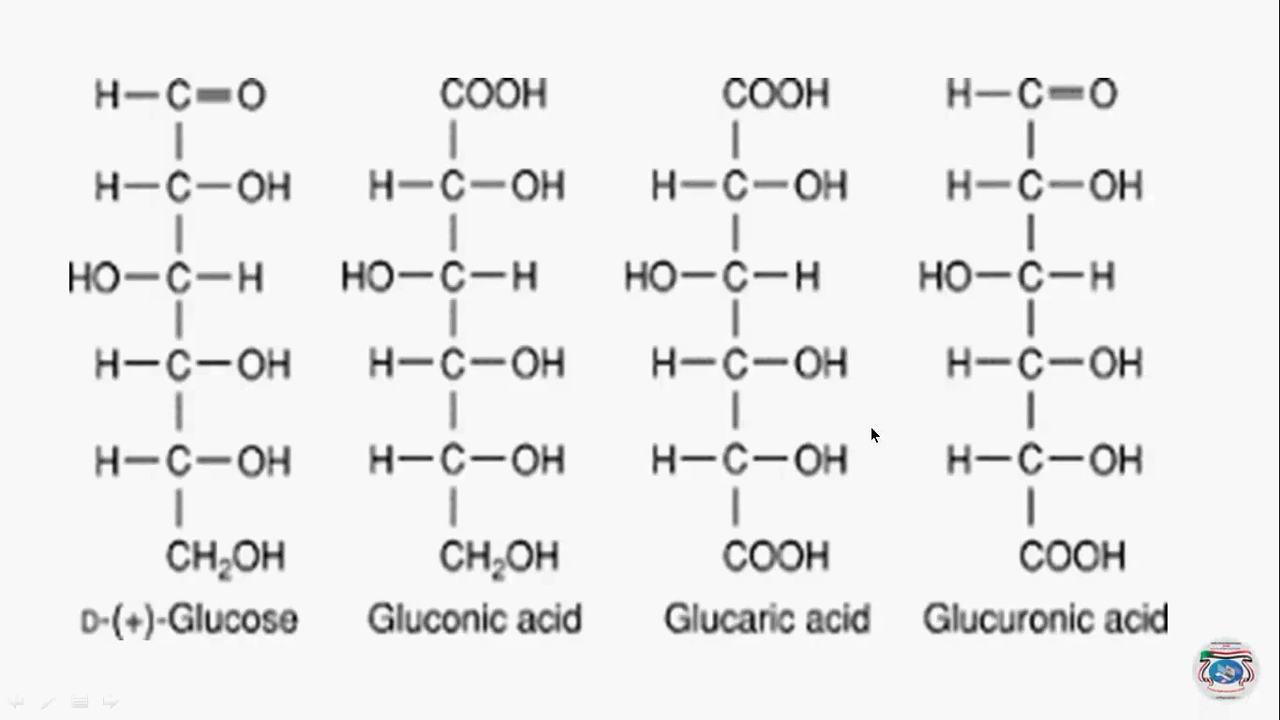 H—C=O COOH COOH H—C=O
H—C—OH H—C—OH H—C—OH H—C—OH
HO—C—H HO—C—H HO—C—H HO—C—H
H—C—OH H—C—OH H—C—OH H—C—OH
H—C—OH H—C—OH H—C—OH H—C—OH
CH₂OH CH₂OH COOH COOH
D-(+)-Glucose Gluconic acid Glucaric acid Glucuronic acid